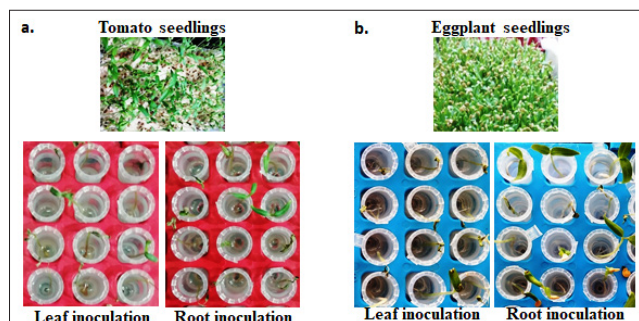 a.
Tomato seedlings
b.
Eggplant seedlings
Leaf inoculation
Root inoculation
Leaf inoculation
Root inoculation